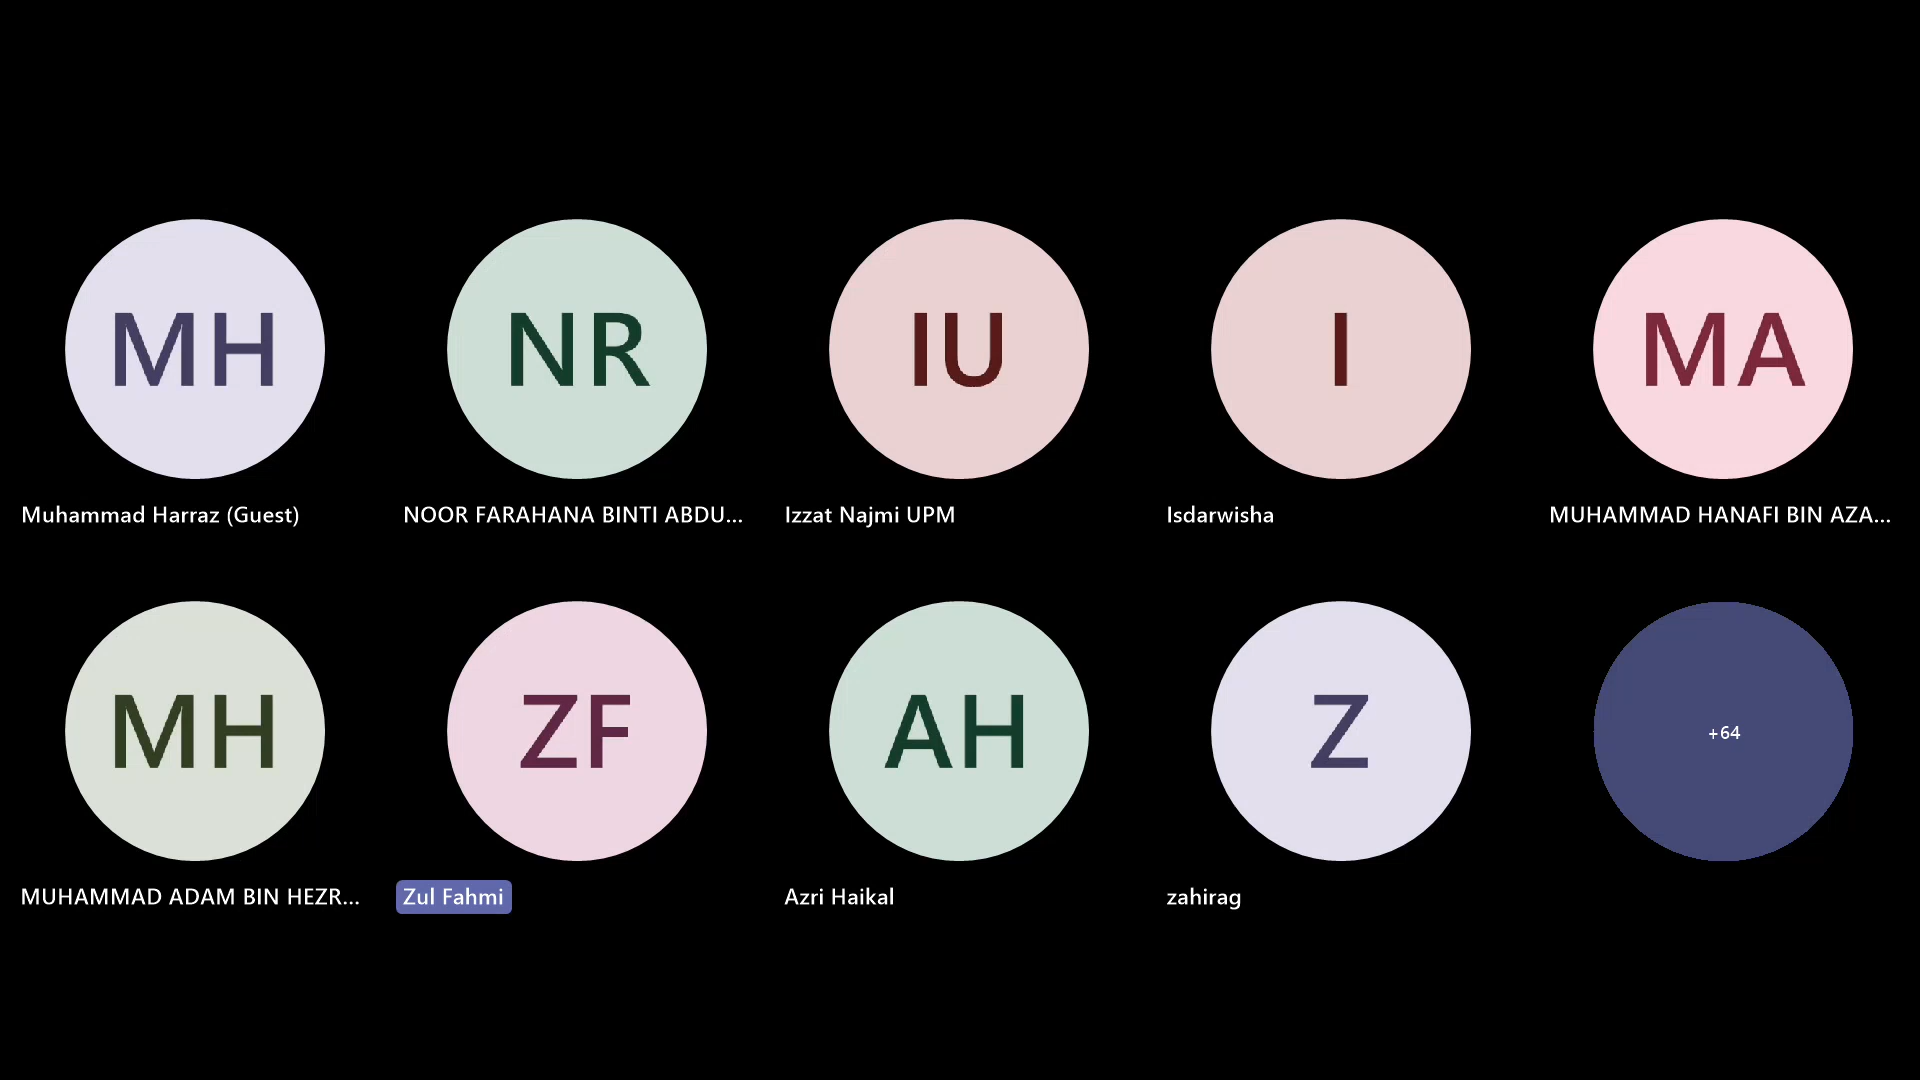 MH
NR
IU
I
MA
Muhammad Harraz (Guest)
NOOR FARAHANA BINTI ABDU...
Izzat Najmi UPM
Isdarwisha
MUHAMMAD HANAFI BIN AZA...
MH
ZF
AH
Z
+64
MUHAMMAD ADAM BIN HEZR...
Zul Fahmi
Azri Haikal
zahirag